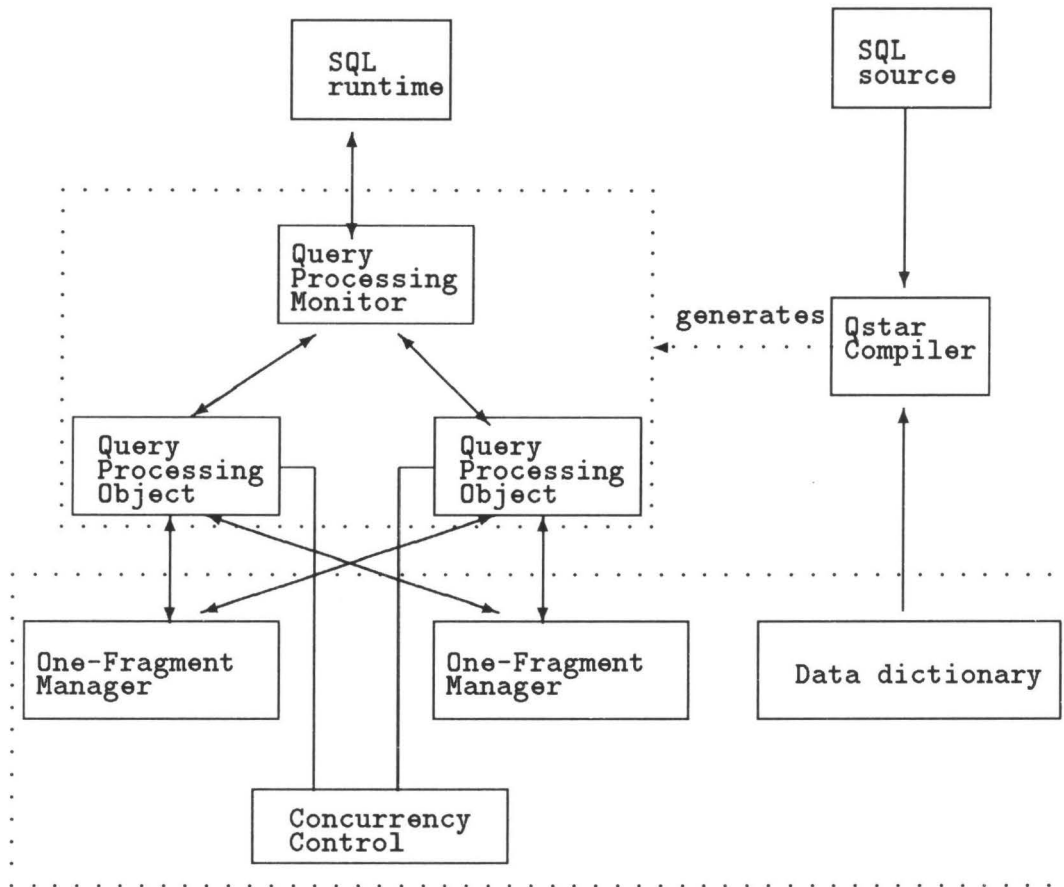 SQL
runtime
SQL
source
Query
Processing
Monitor
generates
Qstar
Compiler
Query
Processing
Object
Query
Processing
Object
One-Fragment
Manager
One-Fragment
Manager
Data dictionary
Concurrency
Control